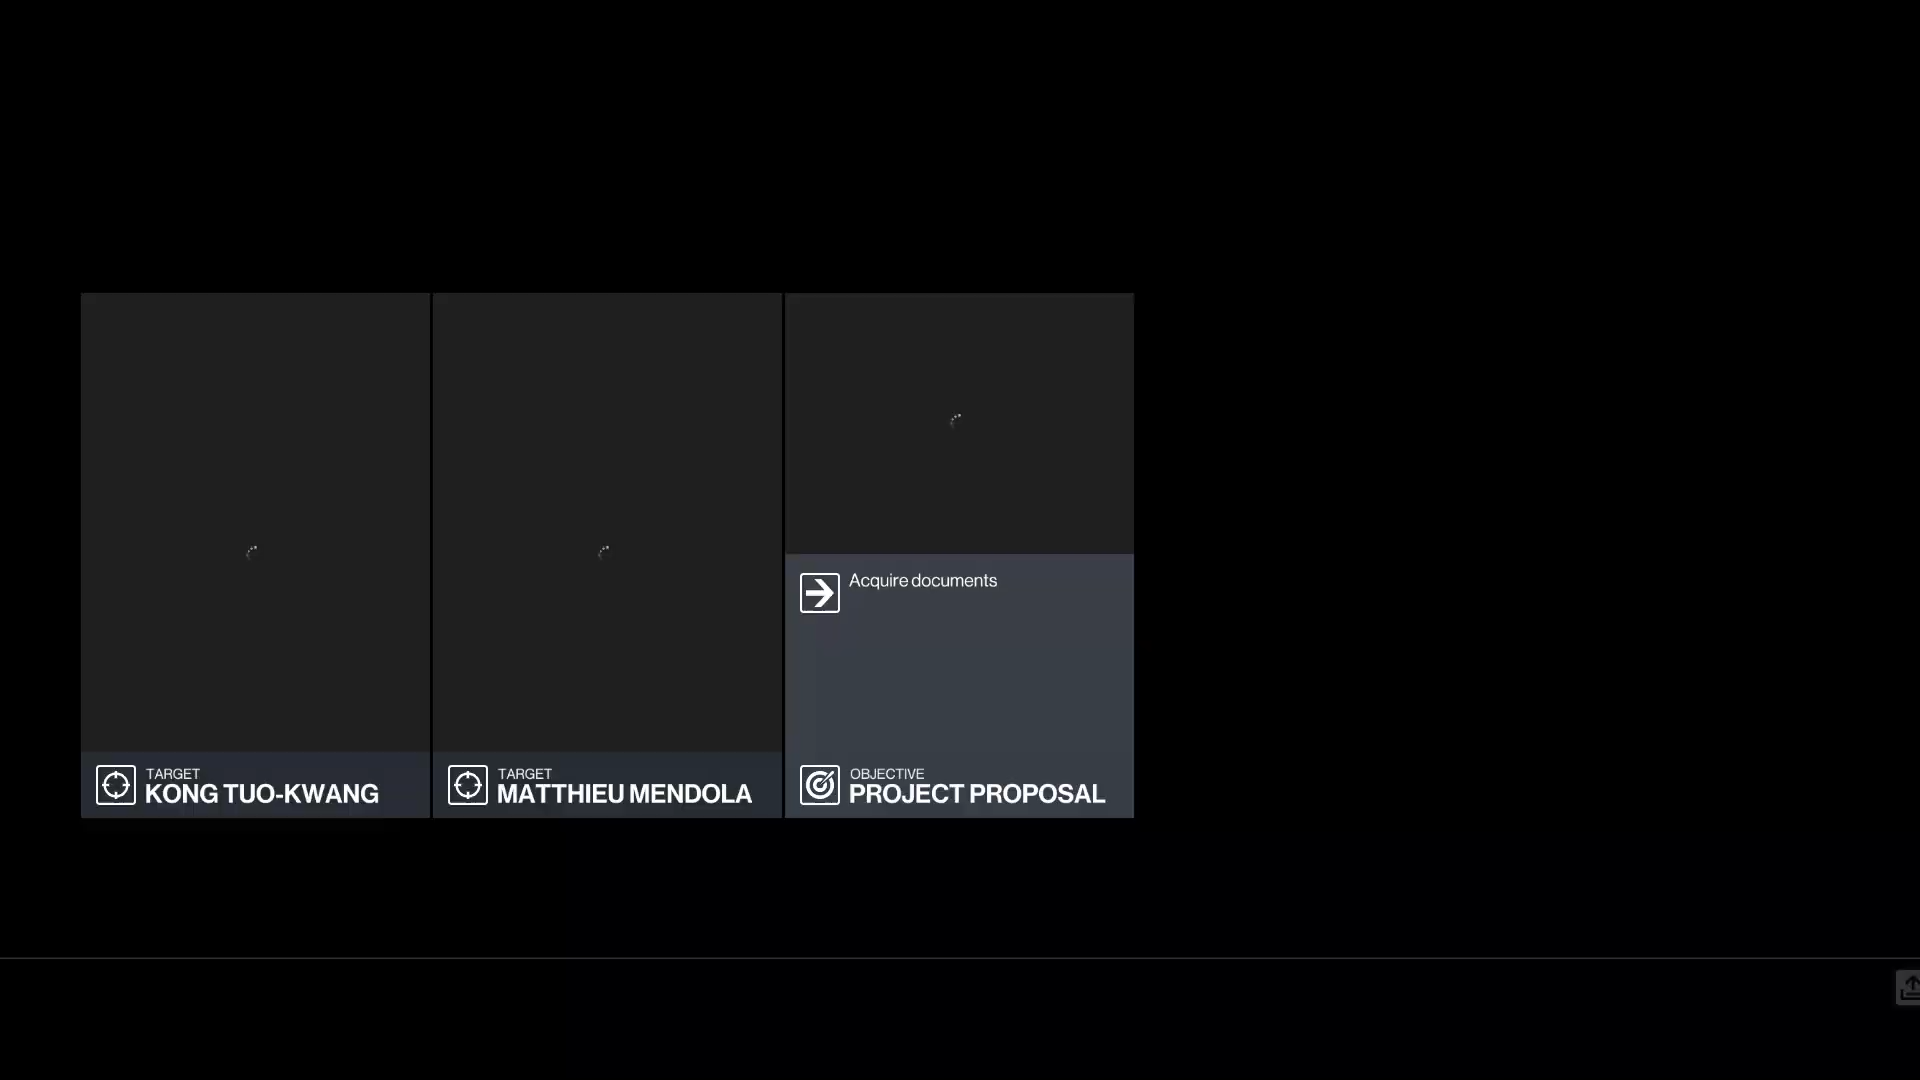 TARGET
KONG TUO-KWANG
TARGET
MATTHIEU MENDOLA
Acquire documents
OBJECTIVE
PROJECT PROPOSAL